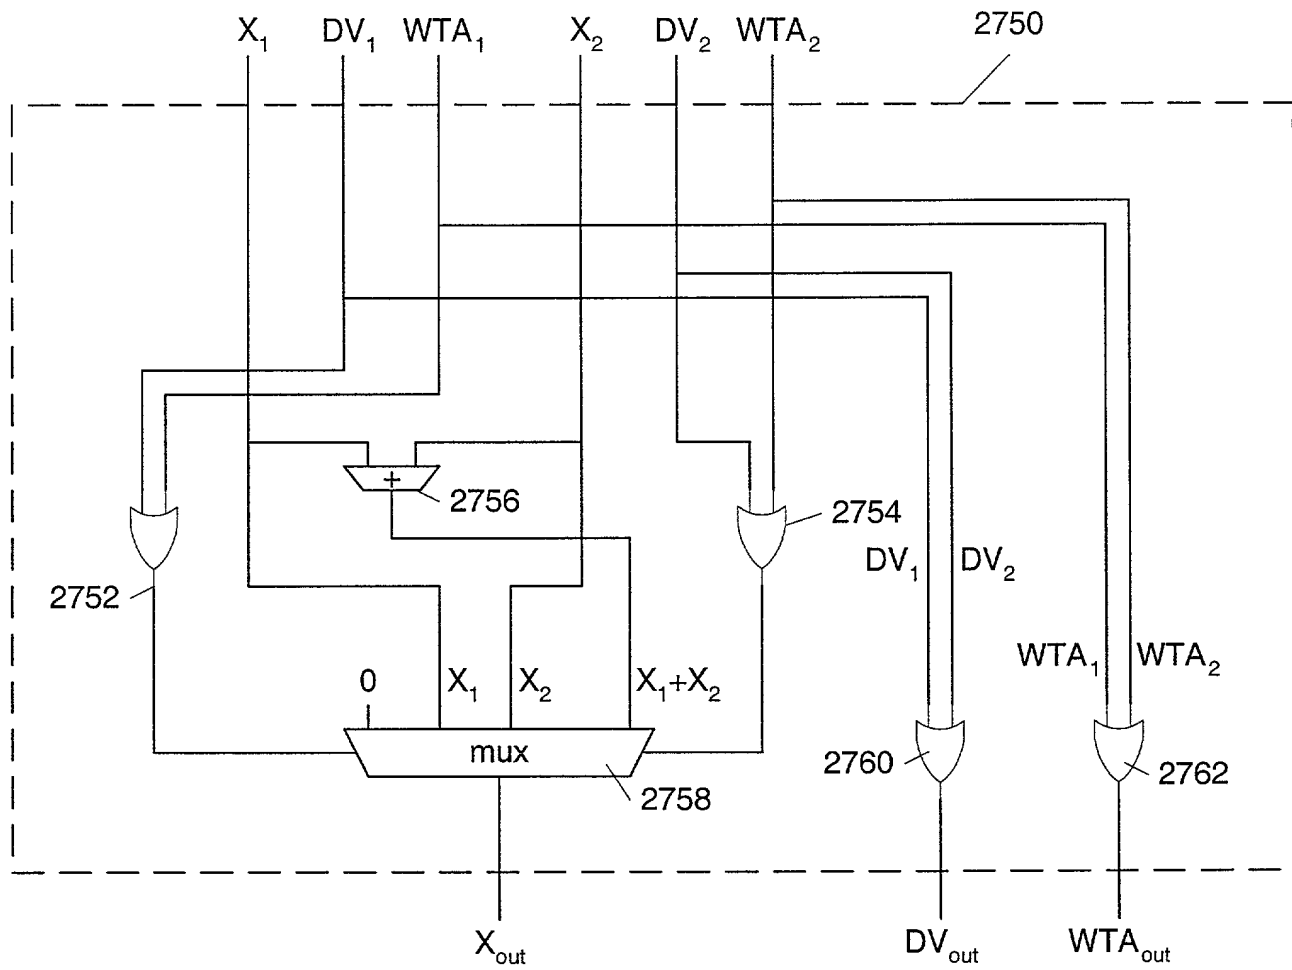 X1 DV1 WTA1 X2 DV2 WTA2 2750
2756
2754
DV1 DV2
2752
WTA1 WTA2
0 X1 X2 X1+X2
mux
2760
2762
2758
Xout DVout WTAout